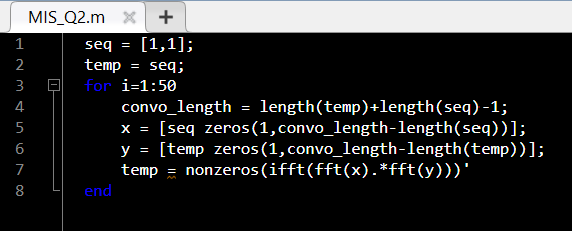 MIS_Q2.m × +
1 seq = [1,1];
2 temp = seq;
3 for i=1:50
4 convo_length = length(temp)+length(seq)-1;
5 x = [seq zeros(1,convo_length-length(seq))];
6 y = [temp zeros(1,convo_length-length(temp))];
7 temp = nonzeros(ifft(fft(x).*fft(y)))'
8 end